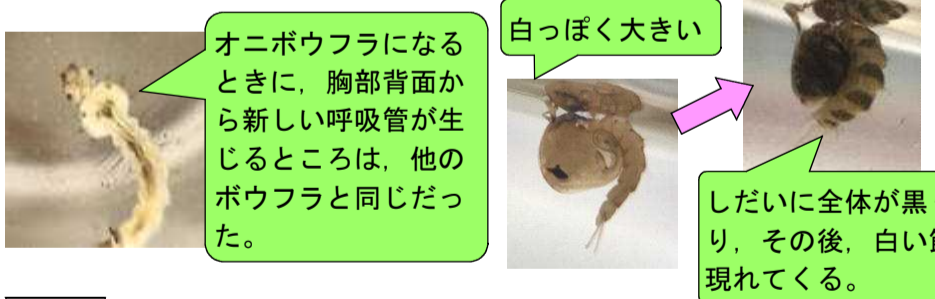 オニボウフラになる
ときに，胸部背面か
ら新しい呼吸管が生
じるところは，他の
ボウフラと同じだっ
た。
白っぽく大きい
しだいに全体が黒
り，その後，白い
現れてくる。